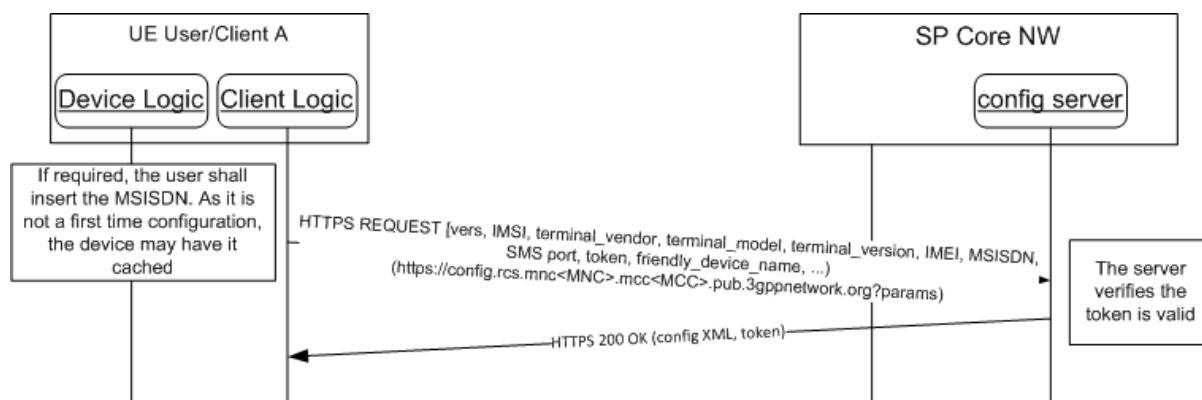 UE User/Client A
SP Core NW
Device Logic
Client Logic
config server
If required, the user shall
insert the MSISDN. As it is
not a first time configuration,
the device may have it
cached
HTTPS REQUEST [vers, IMSI, terminal_vendor, terminal_model, terminal_version, IMEI, MSISDN,
SMS port, token, friendly_device_name, ...)
(https://config.rcs.mnc<MNC>.mcc<MCC>.pub.3gppnetwork.org?params)
The server
verifies the
token is valid
HTTPS 200 OK (config XML, token)